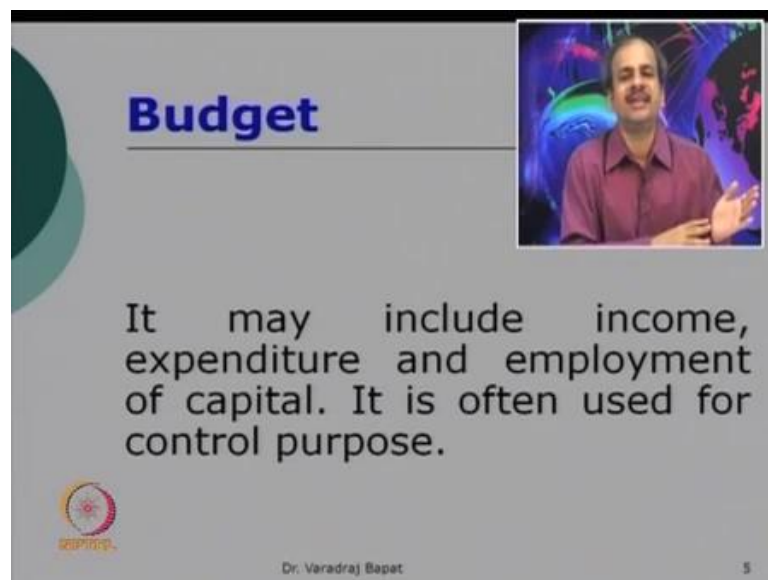 Budget
It may include income,
expenditure and employment
of capital. It is often used for
control purpose.
NPTEL
Dr. Varadraj Bapat
5